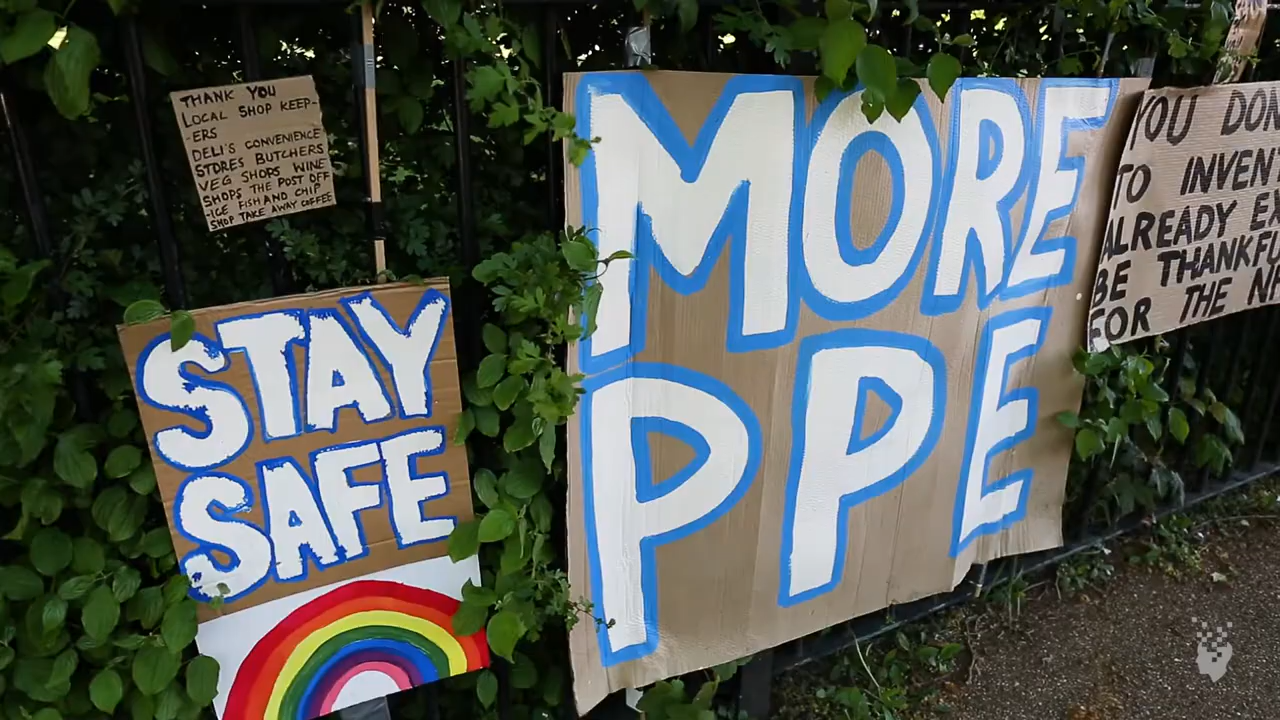 THANK YOU
LOCAL SHOP KEEP-
-ERS
DELI'S CONVENIENCE
STORES BUTCHERS
VEG SHOPS WINE
SHOPS THE POST OFF
-ICE FISH AND CHIP
SHOP TAKE AWAY COFFEE
STAY
SAFE
MORE
PPE
YOU DON
TO INVENT
ALREADY EX
BE THANKFU
FOR THE NH